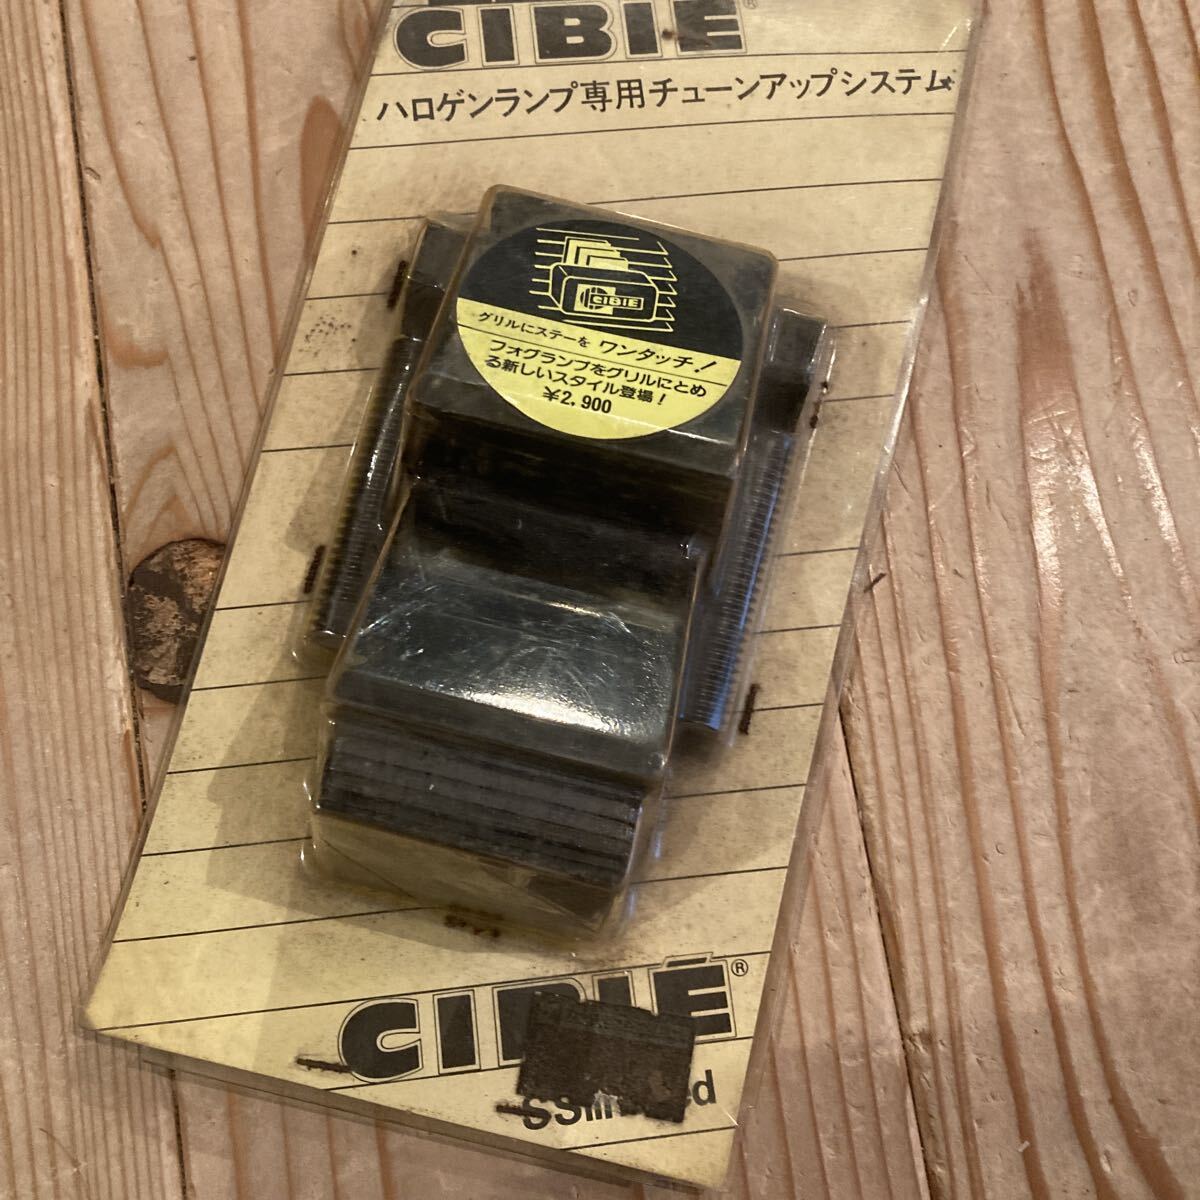 CIBIE®
ハロゲンランプ専用チューンアップシステム
CIBIE
グリルにステーを ワンタッチ!
フォグランプをグリルにとめ
る新しいスタイル登場!
¥2,900